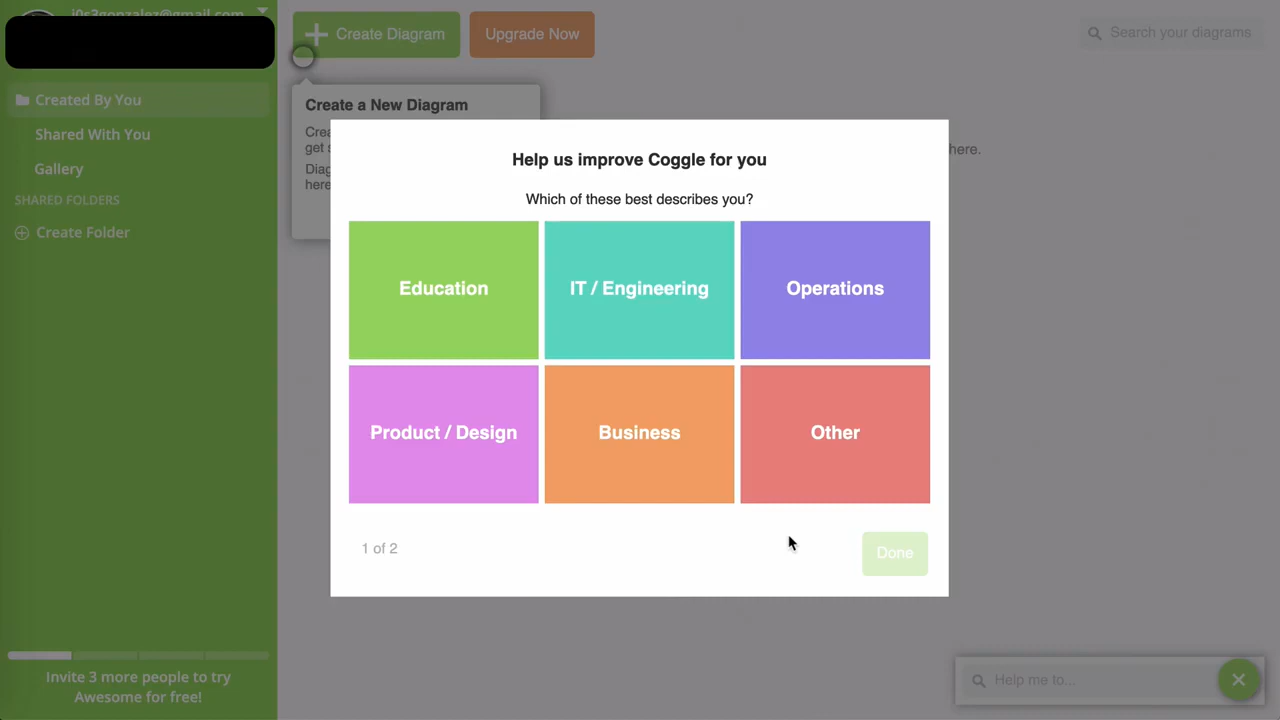 Create Diagram
Upgrade Now
Search your diagrams
Created By You
Shared With You
Gallery
SHARED FOLDERS
Create Folder
Create a New Diagram
get
here
here.
Help us improve Coggle for you
Which of these best describes you?
Education
IT / Engineering
Operations
Product / Design
Business
Other
1 of 2
Done
Invite 3 more people to try
Awesome for free!
Help me to...